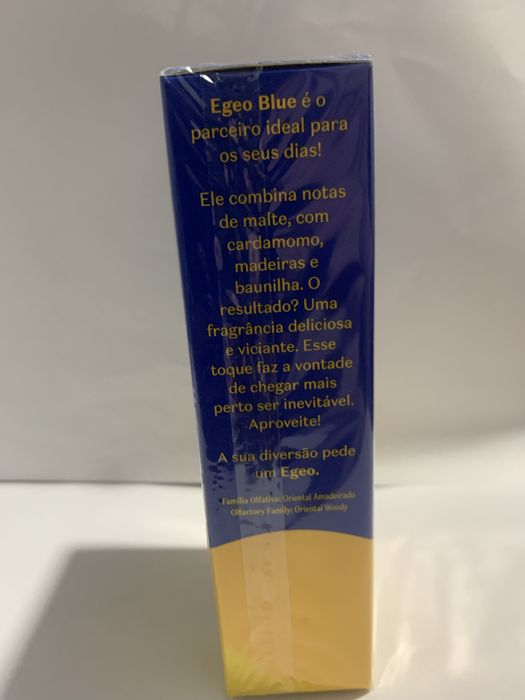 Egeo Blue é o
parceiro ideal para
os seus dias!
Ele combina notas
de malte, com
cardamomo,
madeiras e
baunilha. O
resultado? Uma
fragrância deliciosa
e viciante. Esse
toque faz a vontade
de chegar mais
perto ser inevitável.
Aproveite!
A sua diversão pede
um Egeo.
Família Olfativa: Oriental Amadeirado
Olfactory Family: Oriental Woody